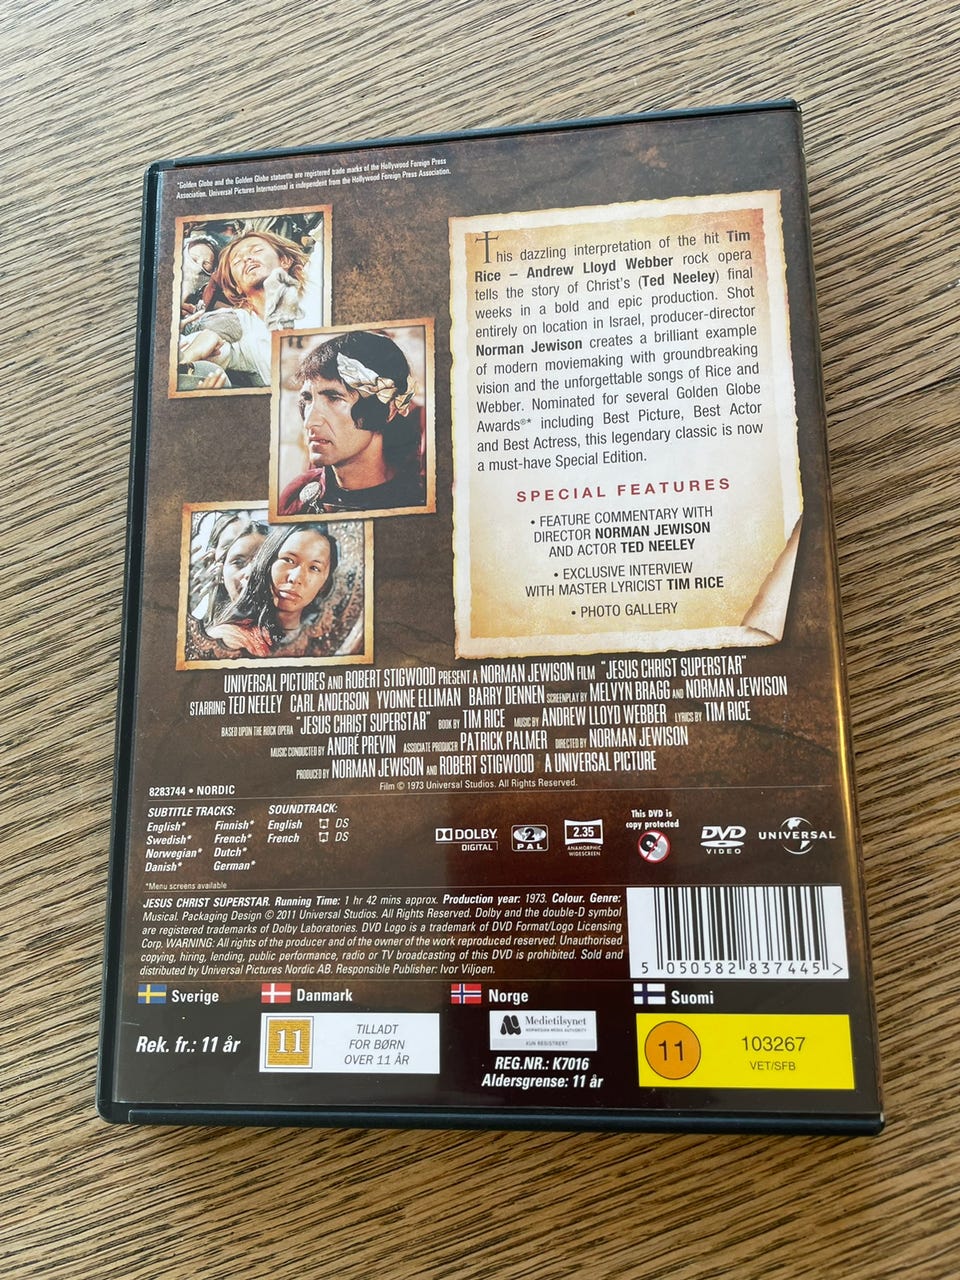 *Golden Globe and the Golden Globe statuette are registered trade marks of the Hollywood Foreign Press
Association. Universal Pictures International is independent from the Hollywood Foreign Press Association.
This dazzling interpretation of the hit Tim
Rice – Andrew Lloyd Webber rock opera
tells the story of Christ's (Ted Neeley) final
weeks in a bold and epic production. Shot
entirely on location in Israel, producer-director
Norman Jewison creates a brilliant example
of modern moviemaking with groundbreaking
vision and the unforgettable songs of Rice and
Webber. Nominated for several Golden Globe
Awards®* including Best Picture, Best Actor
and Best Actress, this legendary classic is now
a must-have Special Edition.
SPECIAL FEATURES
• FEATURE COMMENTARY WITH
DIRECTOR NORMAN JEWISON
AND ACTOR TED NEELEY
• EXCLUSIVE INTERVIEW
WITH MASTER LYRICIST TIM RICE
• PHOTO GALLERY
UNIVERSAL PICTURES AND ROBERT STIGWOOD PRESENT A NORMAN JEWISON FILM "JESUS CHRIST SUPERSTAR"
STARRING TED NEELEY CARL ANDERSON YVONNE ELLIMAN BARRY DENNEN SCREENPLAY BY MELVYN BRAGG AND NORMAN JEWISON
BASED UPON THE ROCK OPERA "JESUS CHRIST SUPERSTAR" BOOK BY TIM RICE MUSIC BY ANDREW LLOYD WEBBER LYRICS BY TIM RICE
MUSIC CONDUCTED BY ANDRÉ PREVIN ASSOCIATE PRODUCER PATRICK PALMER DIRECTED BY NORMAN JEWISON
PRODUCED BY NORMAN JEWISON AND ROBERT STIGWOOD A UNIVERSAL PICTURE
Film © 1973 Universal Studios. All Rights Reserved.
8283744 • NORDIC
SUBTITLE TRACKS:
English* Finnish*
Swedish* French*
Norwegian* Dutch*
Danish* German*
*Menu screens available
SOUNDTRACK:
English DS
French DS
DOLBY
DIGITAL
2
PAL
2.35
ANAMORPHIC
WIDESCREEN
This DVD is
copy protected
DVD
VIDEO
UNIVERSAL
JESUS CHRIST SUPERSTAR. Running Time: 1 hr 42 mins approx. Production year: 1973. Colour. Genre:
Musical. Packaging Design © 2011 Universal Studios. All Rights Reserved. Dolby and the double-D symbol
are registered trademarks of Dolby Laboratories. DVD Logo is a trademark of DVD Format/Logo Licensing
Corp. WARNING: All rights of the producer and of the owner of the work reproduced reserved. Unauthorised
copying, hiring, lending, public performance, radio or TV broadcasting of this DVD is prohibited. Sold and
distributed by Universal Pictures Nordic AB. Responsible Publisher: Ivor Viljoen.
5 050582 837445 >
Sverige
Danmark
Norge
Suomi
Rek. fr.: 11 år
11
TILLADT
FOR BØRN
OVER 11 ÅR
Medietilsynet
NORWEGIAN MEDIA AUTHORITY
KUN REGISTRERT
REG.NR.: K7016
Aldersgrense: 11 år
11
103267
VET/SFB